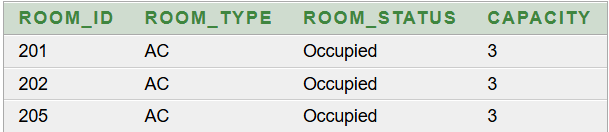 ROOM_ID ROOM_TYPE ROOM_STATUS CAPACITY
201 AC Occupied 3
202 AC Occupied 3
205 AC Occupied 3